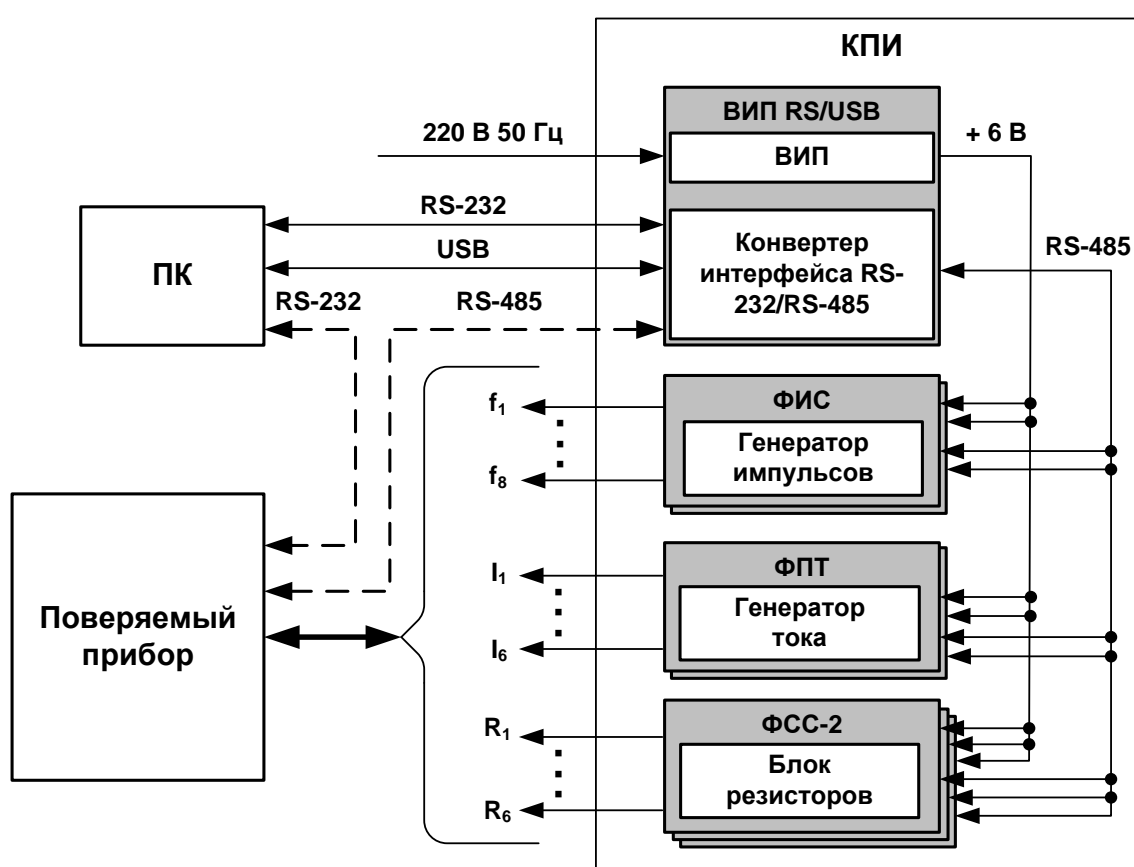 КПИ
ВИП RS/USB
220 В 50 Гц
ВИП
+ 6 В
RS-232
ПК
USB
Конвертер
интерфейса RS-
232/RS-485
RS-485
RS-232
RS-485
f1
f8
ФИС
Генератор
импульсов
I1
I6
ФПТ
Генератор
тока
Поверяемый
прибор
R1
R6
ФСС-2
Блок
резисторов